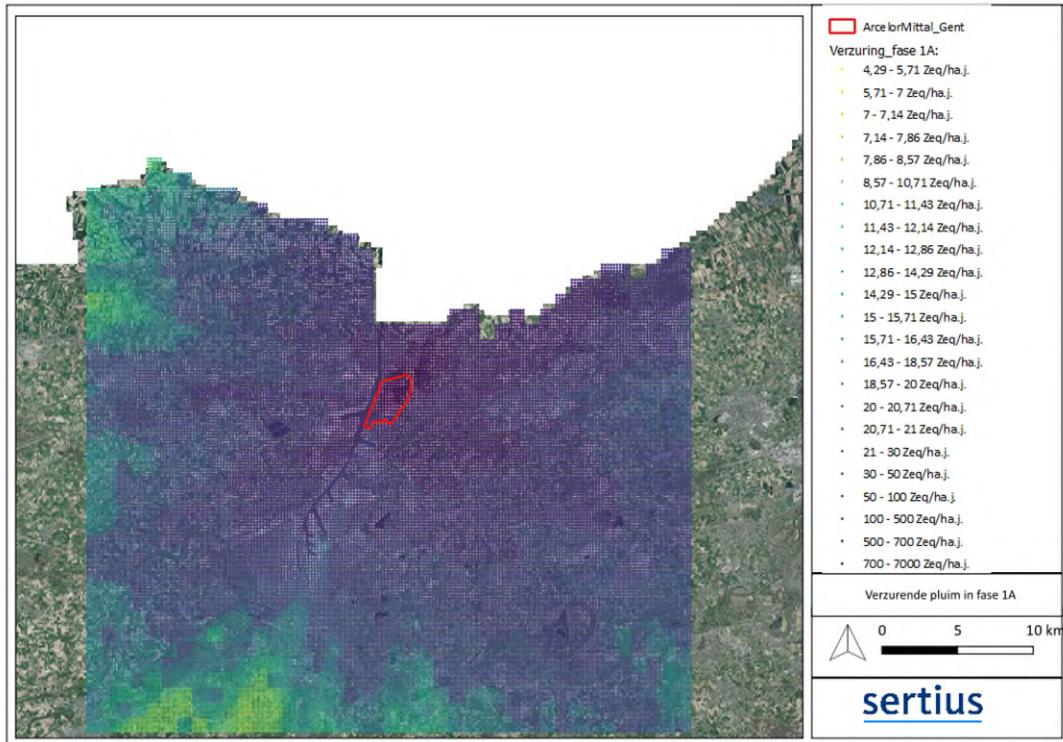 ArcelorMittal_Gent
Verzuring_fase 1A:
4,29 - 5,71 Zeq/ha.j.
5,71 - 7 Zeq/ha.j.
7 - 7,14 Zeq/ha.j.
7,14 - 7,86 Zeq/ha.j.
7,86 - 8,57 Zeq/ha.j.
8,57 - 10,71 Zeq/ha.j.
10,71 - 11,43 Zeq/ha.j.
11,43 - 12,14 Zeq/ha.j.
12,14 - 12,86 Zeq/ha.j.
12,86 - 14,29 Zeq/ha.j.
14,29 - 15 Zeq/ha.j.
15 - 15,71 Zeq/ha.j.
15,71 - 16,43 Zeq/ha.j.
16,43 - 18,57 Zeq/ha.j.
18,57 - 20 Zeq/ha.j.
20 - 20,71 Zeq/ha.j.
20,71 - 21 Zeq/ha.j.
21 - 30 Zeq/ha.j.
30 - 50 Zeq/ha.j.
50 - 100 Zeq/ha.j.
100 - 500 Zeq/ha.j.
500 - 700 Zeq/ha.j.
700 - 7000 Zeq/ha.j.
Verzurende pluim in fase 1A
0 5 10 km
sertius